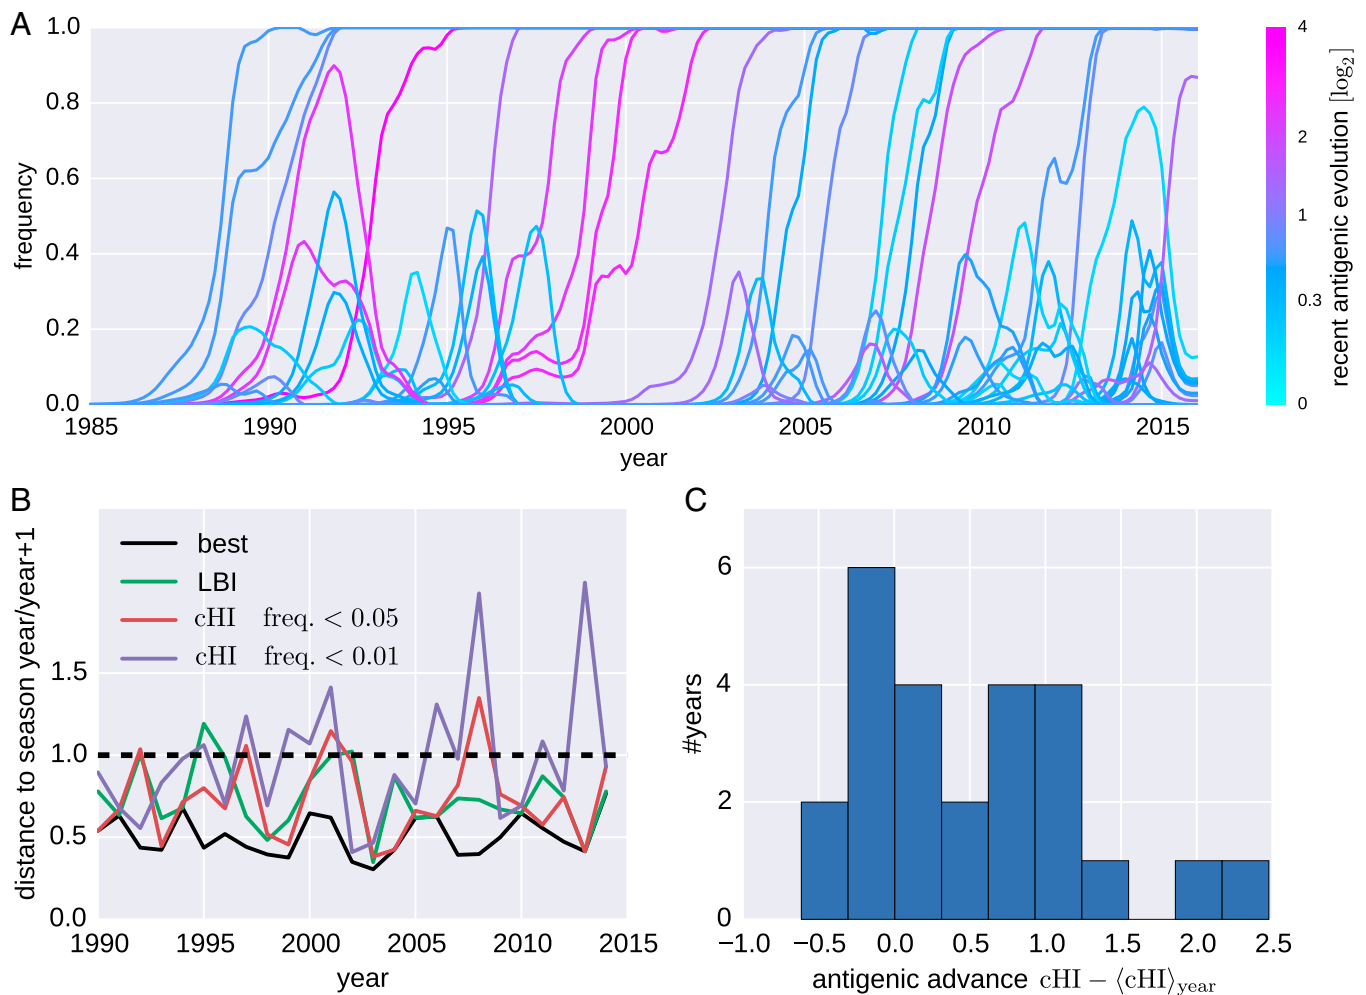 A
1.0
0.8
0.6
0.4
0.2
0.0
frequency
1985 1990 1995 2000 2005 2010 2015
year
4
2
1
0.3
0
recent antigenic evolution [log2]
B
distance to season year/year+1
best
LBI
cHI freq. < 0.05
cHI freq. < 0.01
1.5
1.0
0.5
0.0
1990 1995 2000 2005 2010 2015
year
C
#years
6
4
2
0
−1.0 −0.5 0.0 0.5 1.0 1.5 2.0 2.5
antigenic advance cHI − ⟨cHI⟩year